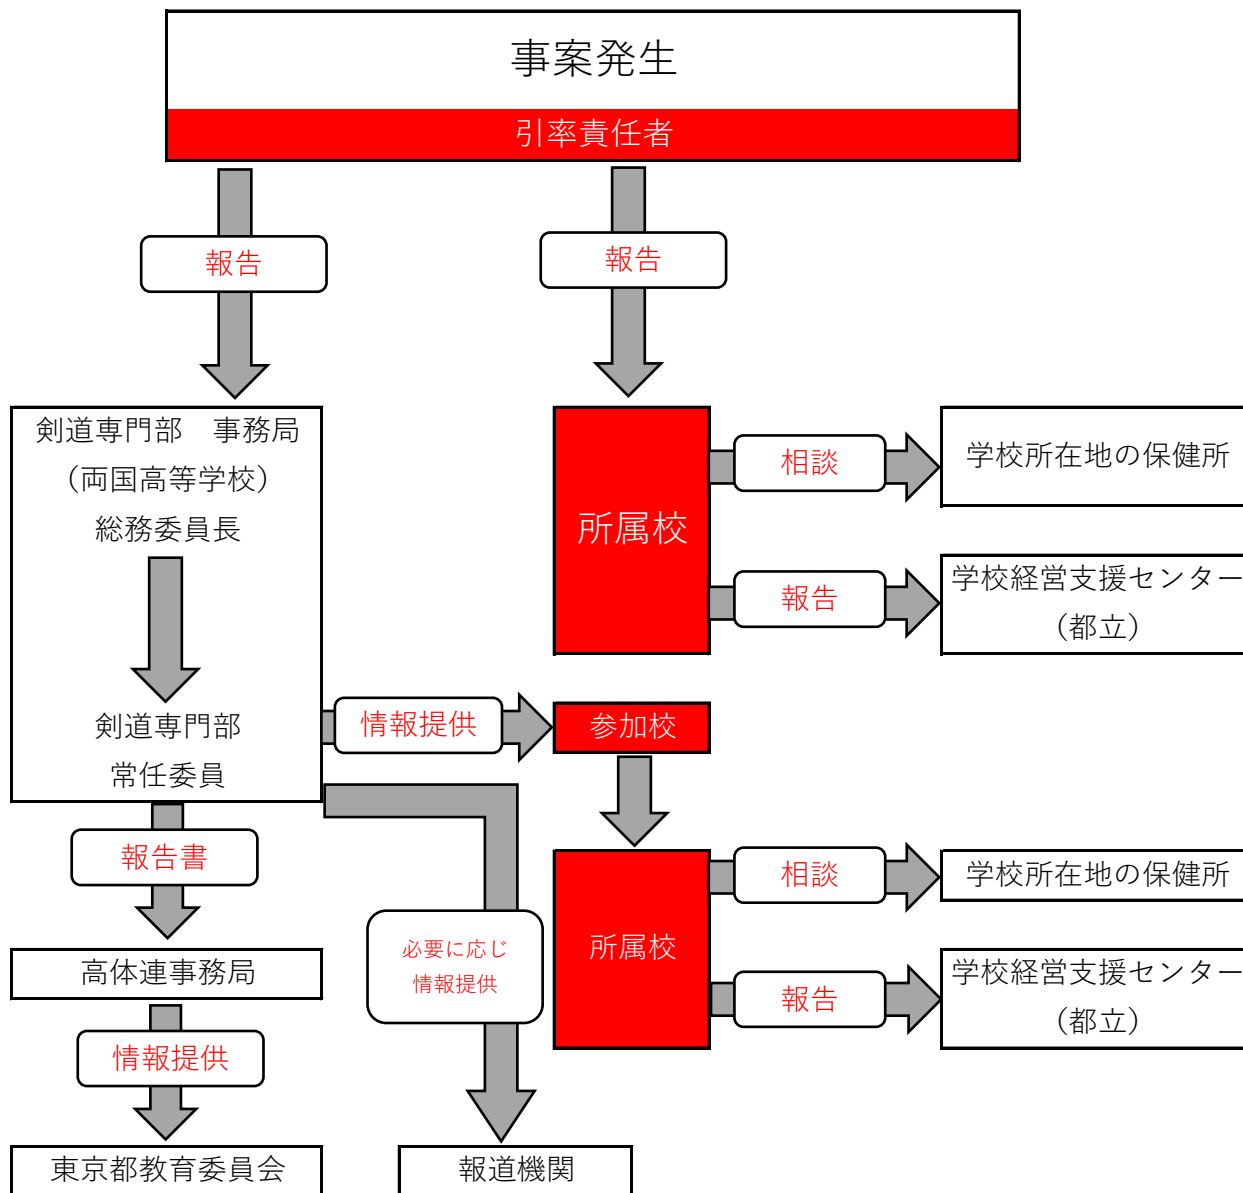 事案発生
引率責任者
報告
報告
剣道専門部　事務局
（両国高等学校）
総務委員長
剣道専門部
常任委員
所属校
相談
学校所在地の保健所
報告
学校経営支援センター
（都立）
情報提供
参加校
報告書
必要に応じ
情報提供
所属校
相談
学校所在地の保健所
報告
学校経営支援センター
（都立）
高体連事務局
情報提供
東京都教育委員会
報道機関